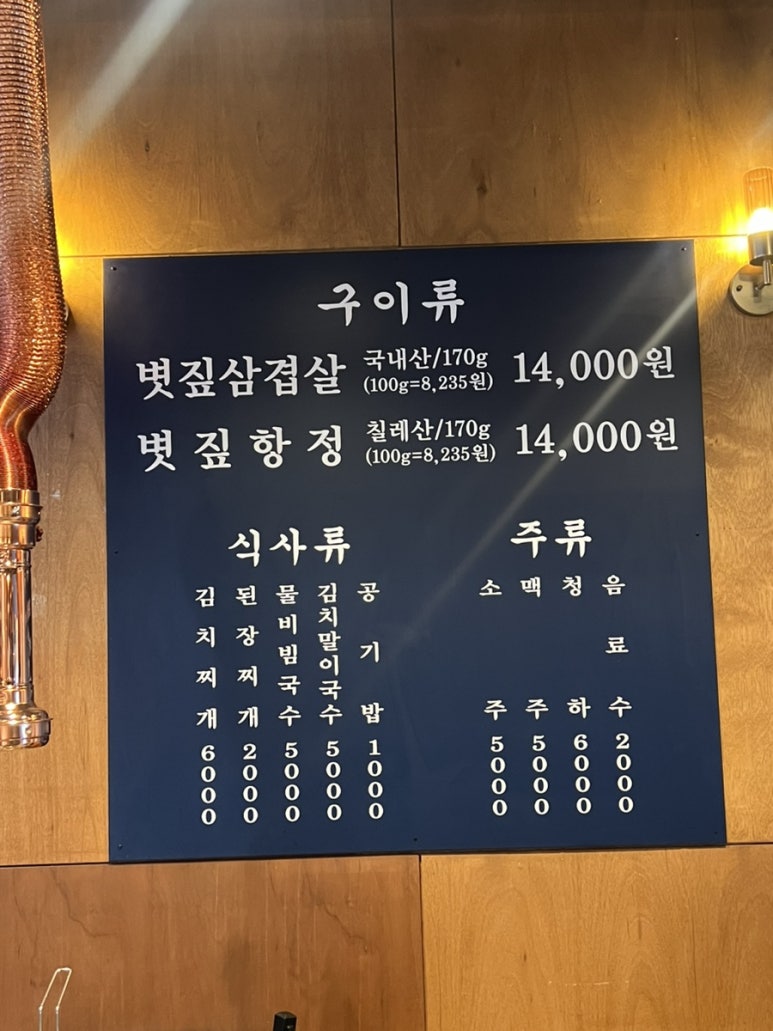 구이류
볏짚삼겹살 국내산/170g (100g=8,235원) 14,000원
볏짚항정 칠레산/170g (100g=8,235원) 14,000원
식사류
김치찌개 6000
된장찌개 2000
물비빔국수 5000
김치말이국수 5000
공기밥 1000
주류
소주 5000
맥주 5000
청하 6000
음료수 2000